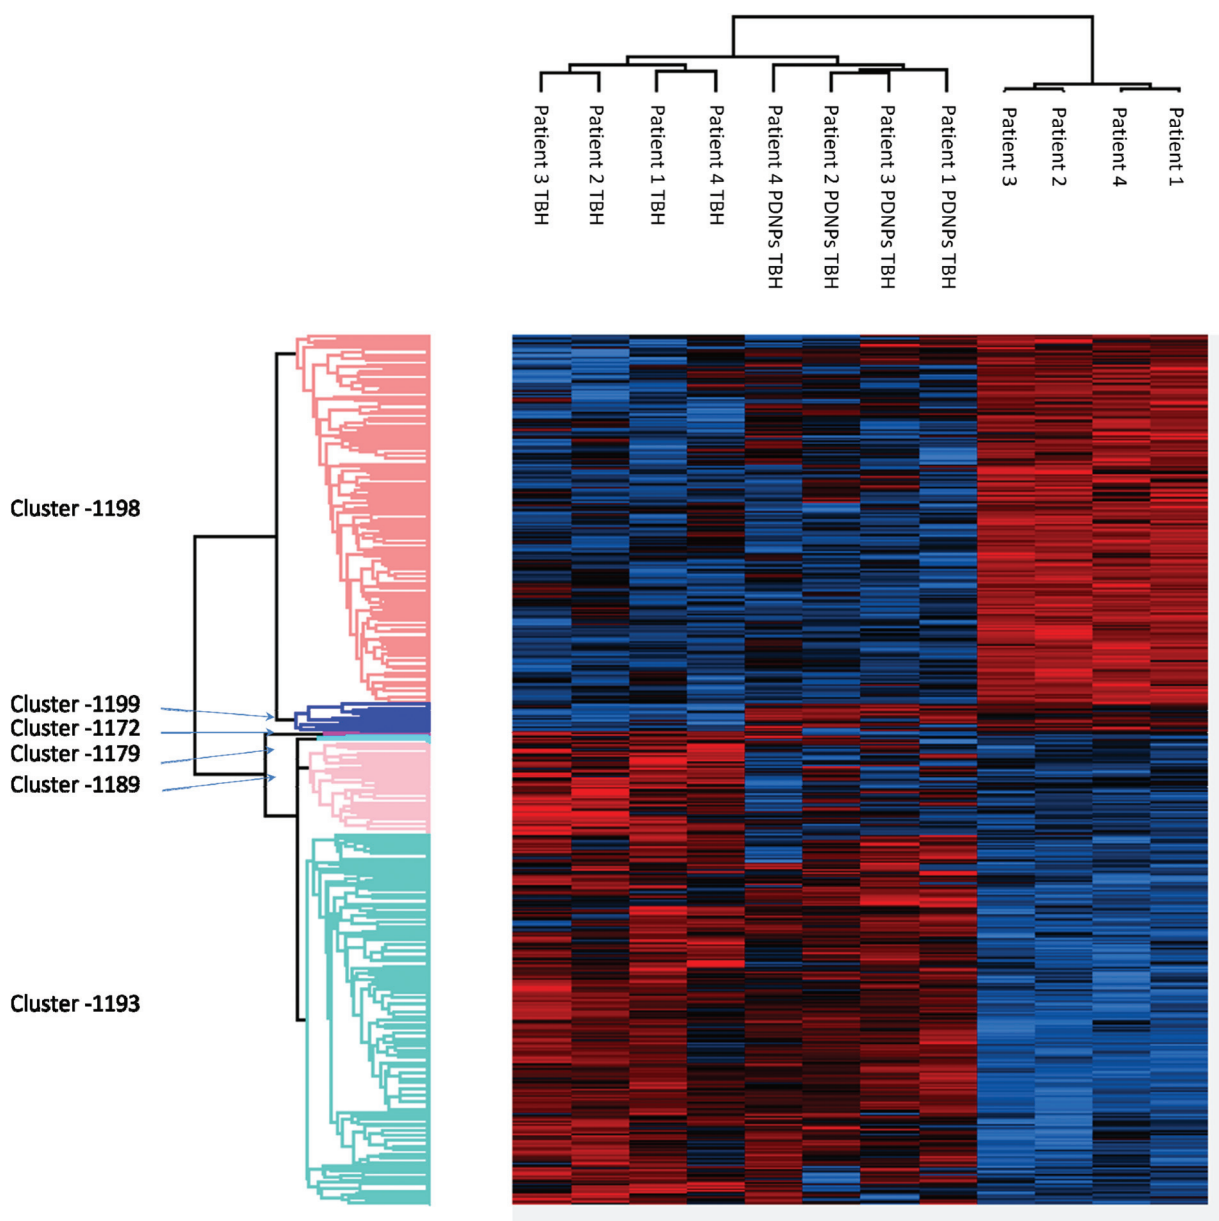 Patient 3 TBH
Patient 2 TBH
Patient 1 TBH
Patient 4 TBH
Patient 4 PDNPs TBH
Patient 2 PDNPs TBH
Patient 3 PDNPs TBH
Patient 1 PDNPs TBH
Patient 3
Patient 2
Patient 4
Patient 1
Cluster -1198
Cluster -1199
Cluster -1172
Cluster -1179
Cluster -1189
Cluster -1193